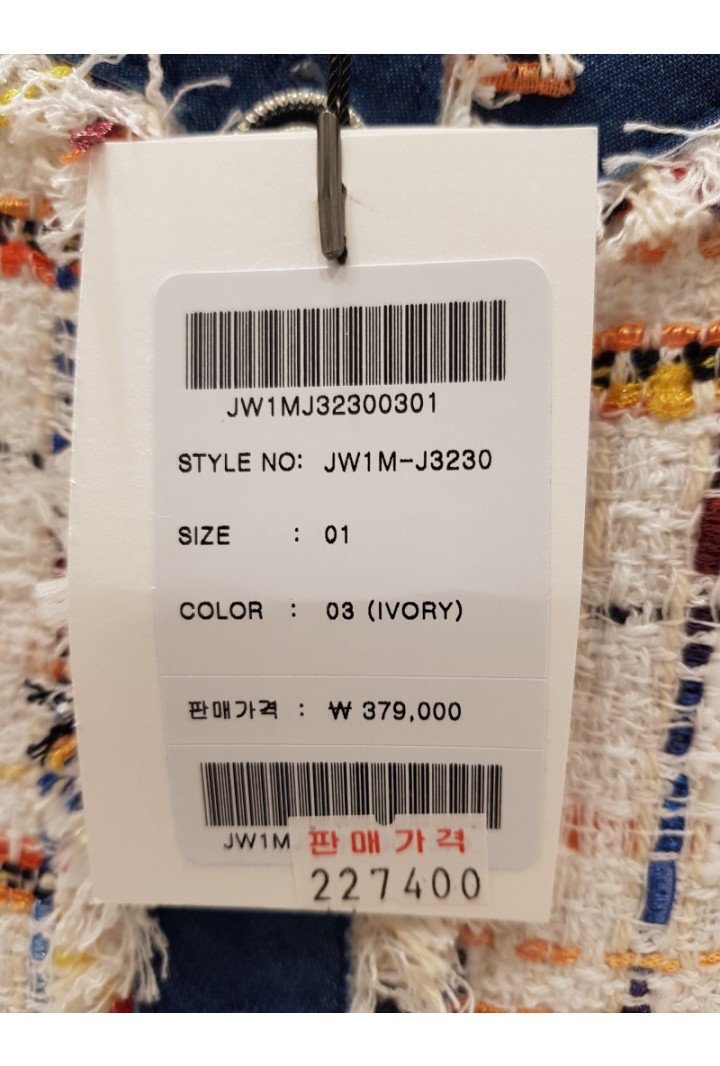 JW1MJ32300301
STYLE NO: JW1M-J3230
SIZE : 01
COLOR : 03 (IVORY)
판매가격 : ₩ 379,000
JW1M
판매가격
227400